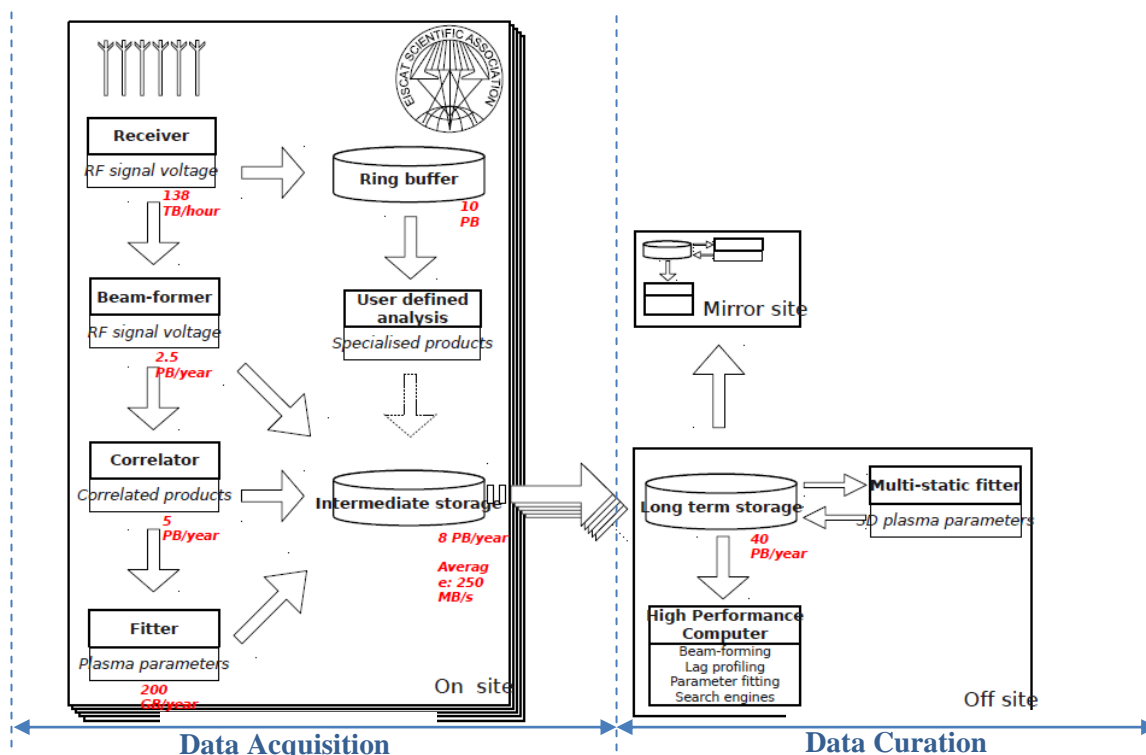 EISCAT SCIENTIFIC ASSOCIATION
Receiver
RF signal voltage
138
TB/hour
Ring buffer
10
PB
Beam-former
RF signal voltage
2.5
PB/year
User defined
analysis
Specialised products
Correlator
Correlated products
5
PB/year
Intermediate storage
8 PB/year
Averag
e: 250
MB/s
Fitter
Plasma parameters
200
GB/year
On site
Mirror site
Long term storage
40
PB/year
Multi-static fitter
3D plasma parameters
High Performance
Computer
Beam-forming
Lag profiling
Parameter fitting
Search engines
Off site
Data Acquisition
Data Curation